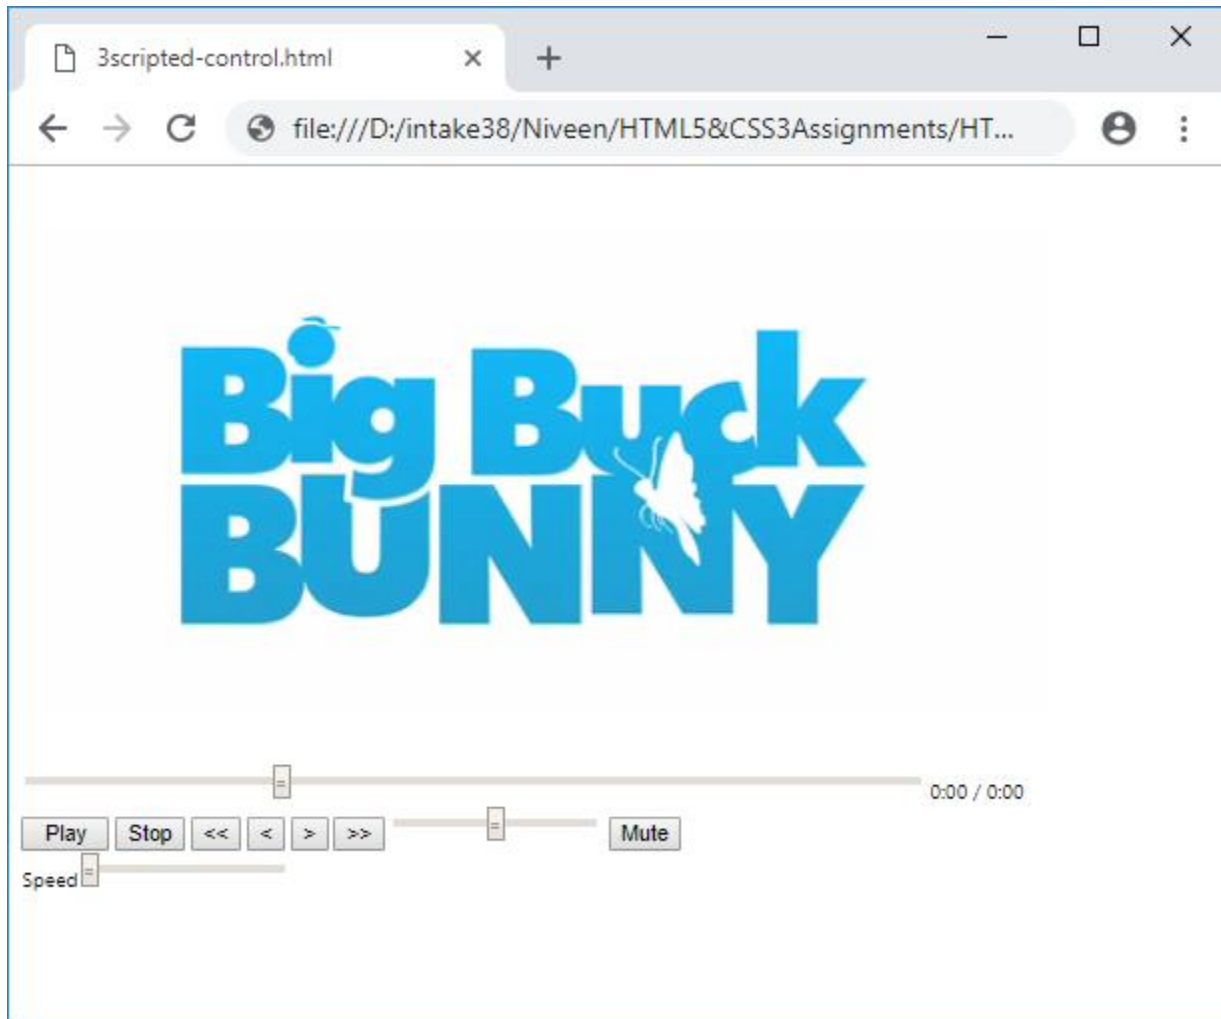 3scripted-control.html
file:///D:/intake38/Niveen/HTML5&CSS3Assignments/HT...
Big Buck
BUNNY
0:00 / 0:00
Play Stop << < > >> Mute
Speed